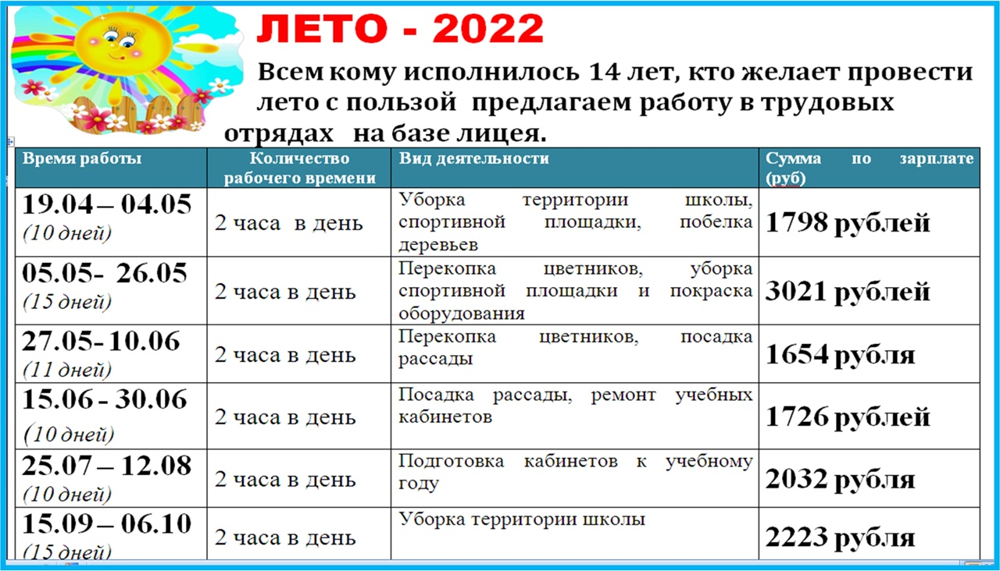 ЛЕТО - 2022
Всем кому исполнилось 14 лет, кто желает провести
лето с пользой предлагаем работу в трудовых
отрядах на базе лицея.
Время работы
Количество
рабочего времени
Вид деятельности
Сумма по зарплате
(руб)
19.04 – 04.05
(10 дней)
2 часа в день
Уборка территории школы,
спортивной площадки, побелка
деревьев
1798 рублей
05.05- 26.05
(15 дней)
2 часа в день
Перекопка цветников, уборка
спортивной площадки и покраска
оборудования
3021 рублей
27.05- 10.06
(11 дней)
2 часа в день
Перекопка цветников, посадка
рассады
1654 рубля
15.06 - 30.06
(10 дней)
2 часа в день
Посадка рассады, ремонт учебных
кабинетов
1726 рублей
25.07 – 12.08
(10 дней)
2 часа в день
Подготовка кабинетов к учебному
году
2032 рубля
15.09 – 06.10
(15 дней)
2 часа в день
Уборка территории школы
2223 рубля